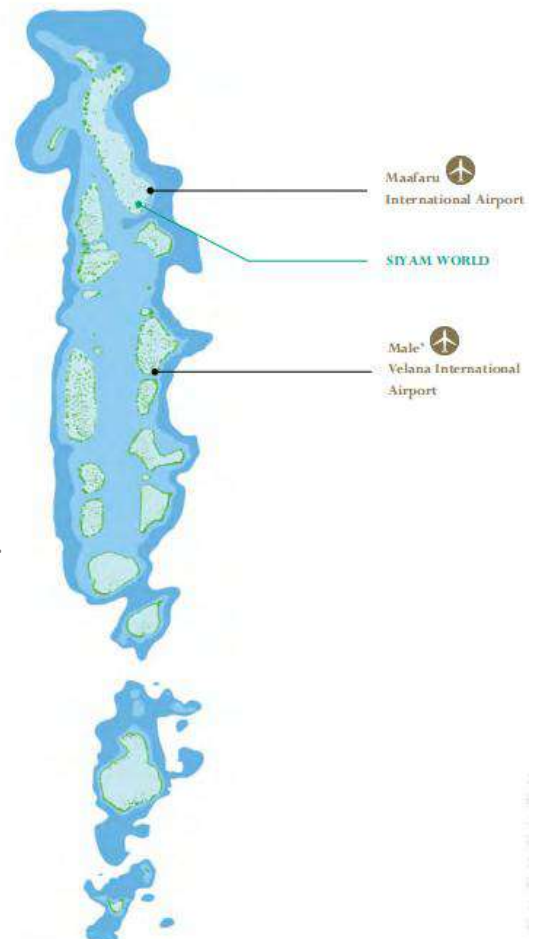 Maafaru
International Airport
SIYAM WORLD
Male'
Velana International
Airport